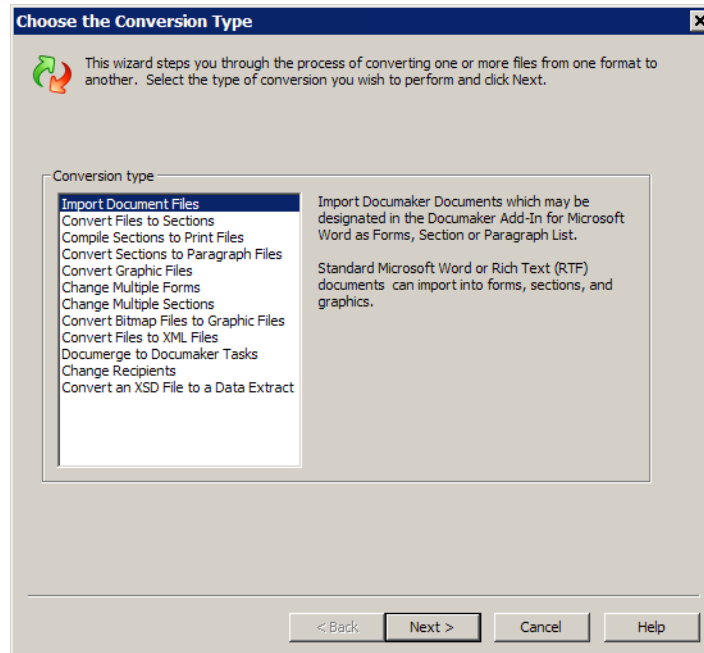 Choose the Conversion Type
This wizard steps you through the process of converting one or more files from one format to
another. Select the type of conversion you wish to perform and click Next.
Conversion type
Import Document Files
Convert Files to Sections
Compile Sections to Print Files
Convert Sections to Paragraph Files
Convert Graphic Files
Change Multiple Forms
Change Multiple Sections
Convert Bitmap Files to Graphic Files
Convert Files to XML Files
Documerge to Documaker Tasks
Change Recipients
Convert an XSD File to a Data Extract
Import Documaker Documents which may be
designated in the Documaker Add-In for Microsoft
Word as Forms, Section or Paragraph List.
Standard Microsoft Word or Rich Text (RTF)
documents can import into forms, sections, and
graphics.
< Back
Next >
Cancel
Help